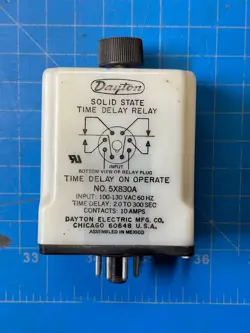 Dayton
SOLID STATE
TIME DELAY RELAY
INPUT
BOTTOM VIEW OF RELAY PLUG
TIME DELAY ON OPERATE
NO. 5X830A
INPUT: 100-130 VAC 60 HZ
TIME DELAY: 2.0 TO 300 SEC
CONTACTS: 10 AMPS
DAYTON ELECTRIC MFG. CO.
CHICAGO 60648 U.S.A.
ASSEMBLED IN MEXICO
33
36